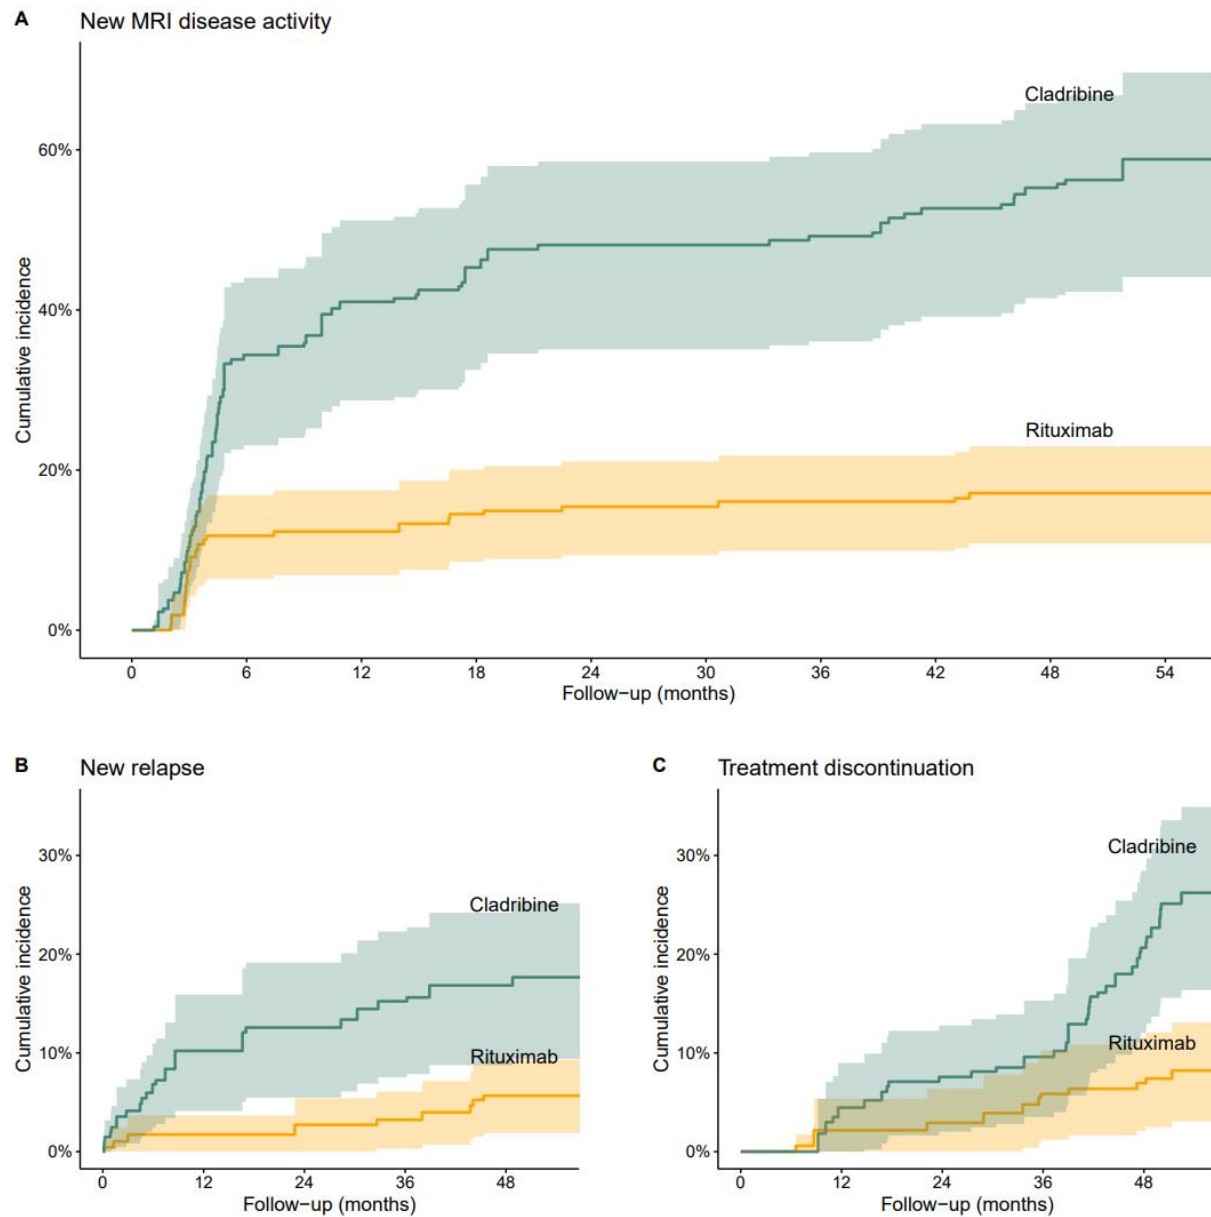 A New MRI disease activity
Cumulative incidence
60%
40%
20%
0%
Cladribine
Rituximab
0 6 12 18 24 30 36 42 48 54
Follow−up (months)
B New relapse
Cumulative incidence
30%
20%
10%
0%
Cladribine
Rituximab
0 12 24 36 48
Follow−up (months)
C Treatment discontinuation
Cumulative incidence
30%
20%
10%
0%
Cladribine
Rituximab
0 12 24 36 48
Follow−up (months)